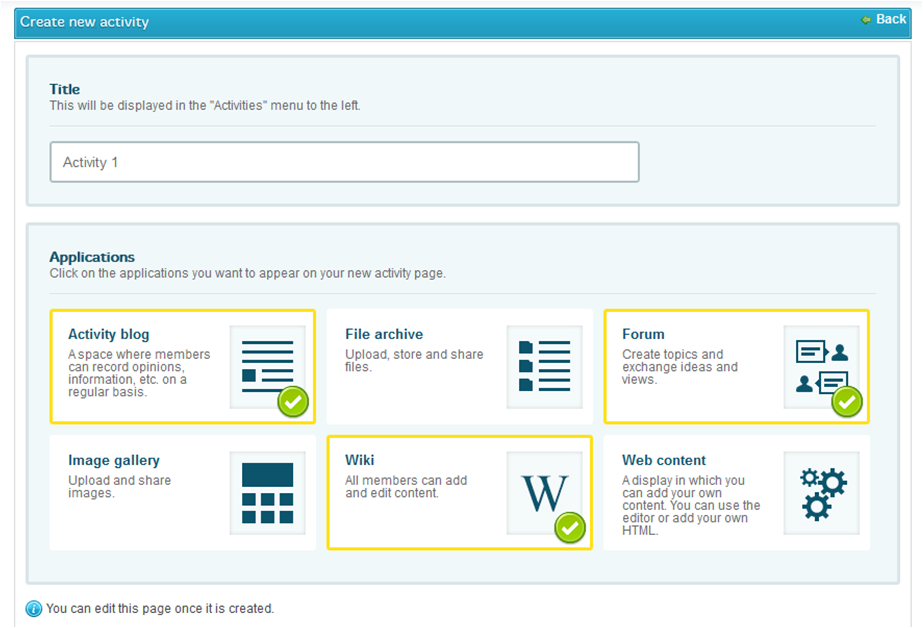 Create new activity
Back
Title
This will be displayed in the "Activities" menu to the left.
Activity 1
Applications
Click on the applications you want to appear on your new activity page.
Activity blog
A space where members
can record opinions,
information, etc. on a
regular basis.
File archive
Upload, store and share
files.
Forum
Create topics and
exchange ideas and
views.
Image gallery
Upload and share
images.
Wiki
All members can add
and edit content.
W
Web content
A display in which you
can add your own
content. You can use the
editor or add your own
HTML.
You can edit this page once it is created.